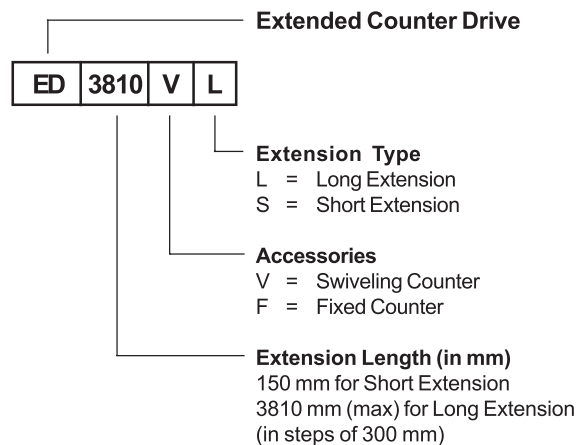 Extended Counter Drive
ED 3810 V L
Extension Type
L = Long Extension
S = Short Extension
Accessories
V = Swiveling Counter
F = Fixed Counter
Extension Length (in mm)
150 mm for Short Extension
3810 mm (max) for Long Extension
(in steps of 300 mm)